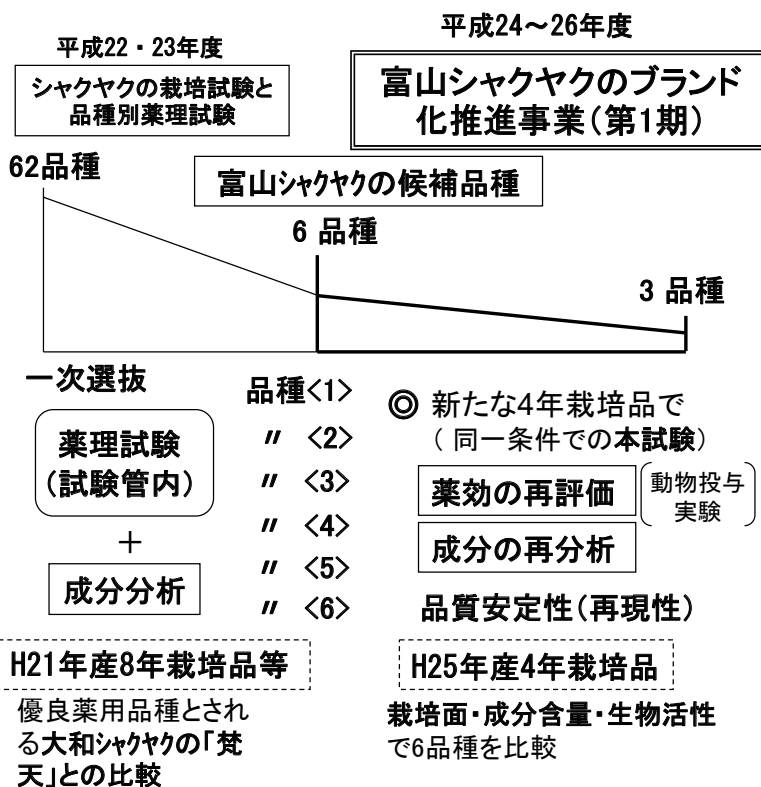 平成22・23年度
シャクヤクの栽培試験と
品種別薬理試験
平成24～26年度
富山シャクヤクのブランド
化推進事業(第1期)
62品種
富山シャクヤクの候補品種
6 品種
3 品種
一次選抜
薬理試験
(試験管内)
＋
成分分析
品種<1>
〃 <2>
〃 <3>
〃 <4>
〃 <5>
〃 <6>
◎ 新たな4年栽培品で
(同一条件での本試験)
薬効の再評価
(動物投与
実験)
成分の再分析
品質安定性(再現性)
H21年産8年栽培品等
優良薬用品種とされ
る大和シャクヤクの「梵
天」との比較
H25年産4年栽培品
栽培面・成分含量・生物活性
で6品種を比較